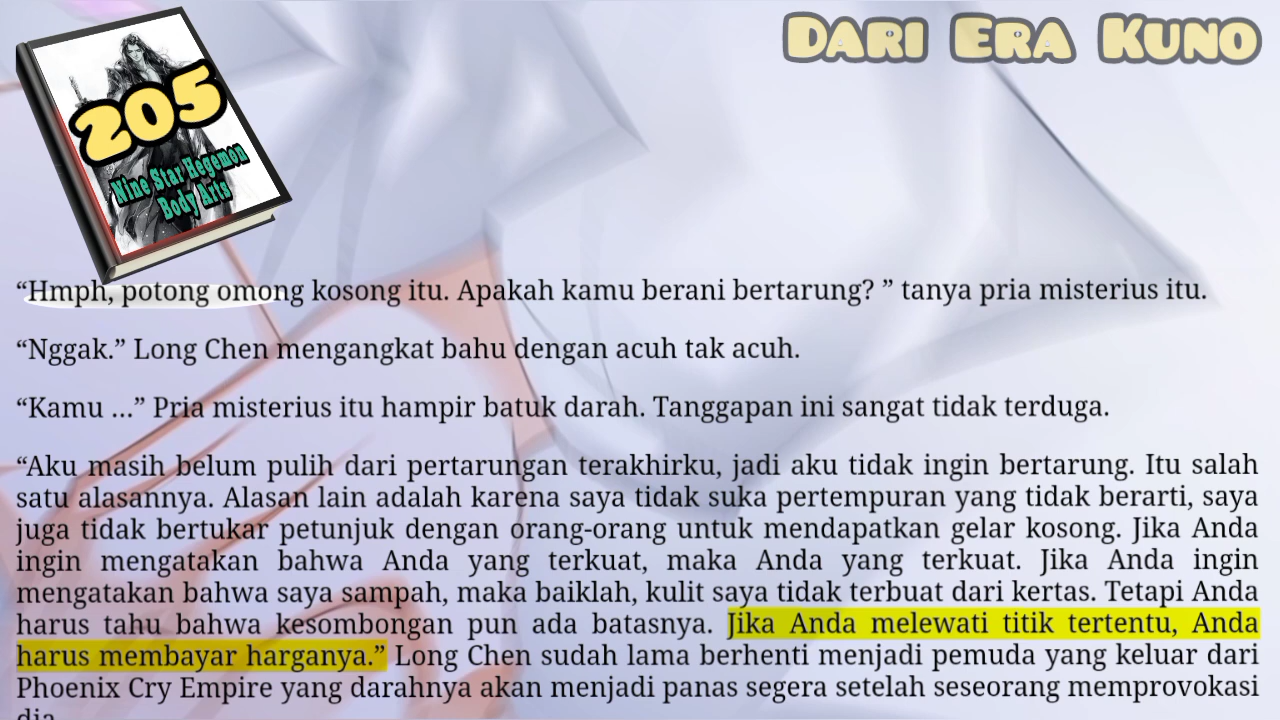 205
Nine Star Hegemon
Body Arts
Dari Era Kuno
“Hmph, potong omong kosong itu. Apakah kamu berani bertarung? ” tanya pria misterius itu.
“Nggak.” Long Chen mengangkat bahu dengan acuh tak acuh.
“Kamu ...” Pria misterius itu hampir batuk darah. Tanggapan ini sangat tidak terduga.
“Aku masih belum pulih dari pertarungan terakhirku, jadi aku tidak ingin bertarung. Itu salah
satu alasannya. Alasan lain adalah karena saya tidak suka pertempuran yang tidak berarti, saya
juga tidak bertukar petunjuk dengan orang-orang untuk mendapatkan gelar kosong. Jika Anda
ingin mengatakan bahwa Anda yang terkuat, maka Anda yang terkuat. Jika Anda ingin
mengatakan bahwa saya sampah, maka baiklah, kulit saya tidak terbuat dari kertas. Tetapi Anda
harus tahu bahwa kesombongan pun ada batasnya. Jika Anda melewati titik tertentu, Anda
harus membayar harganya.” Long Chen sudah lama berhenti menjadi pemuda yang keluar dari
Phoenix Cry Empire yang darahnya akan menjadi panas segera setelah seseorang memprovokasi
dia.